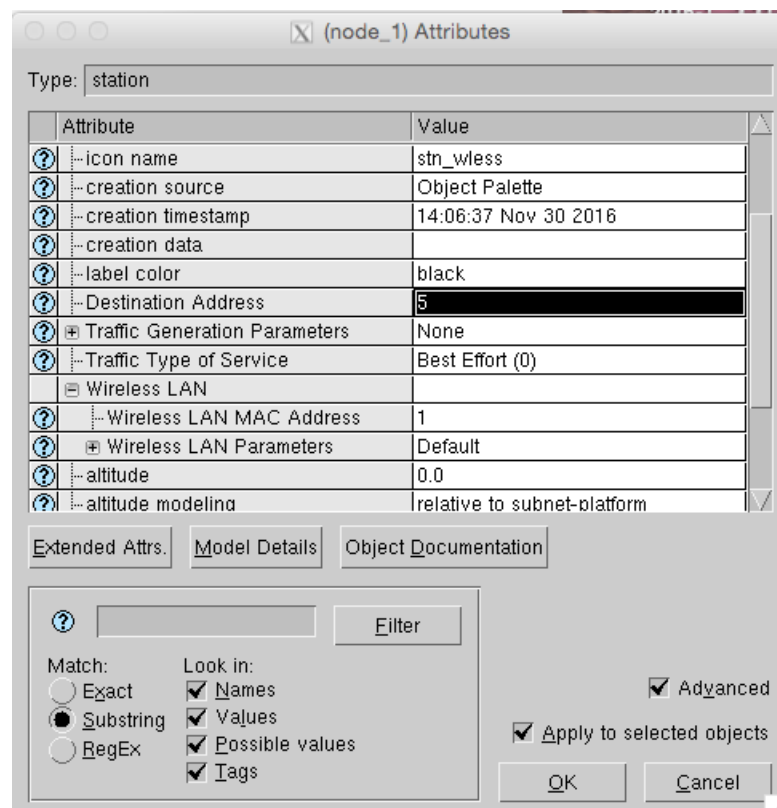 (node_1) Attributes
Type: station
Attribute Value
icon name stn_wless
creation source Object Palette
creation timestamp 14:06:37 Nov 30 2016
creation data
label color black
Destination Address 5
Traffic Generation Parameters None
Traffic Type of Service Best Effort (0)
Wireless LAN
Wireless LAN MAC Address 1
Wireless LAN Parameters Default
altitude 0.0
altitude modeling relative to subnet-platform
Extended Attrs. Model Details Object Documentation
Filter
Match: Look in:
Exact Names
Substring Values
RegEx Possible values
Tags
Advanced
Apply to selected objects
OK Cancel